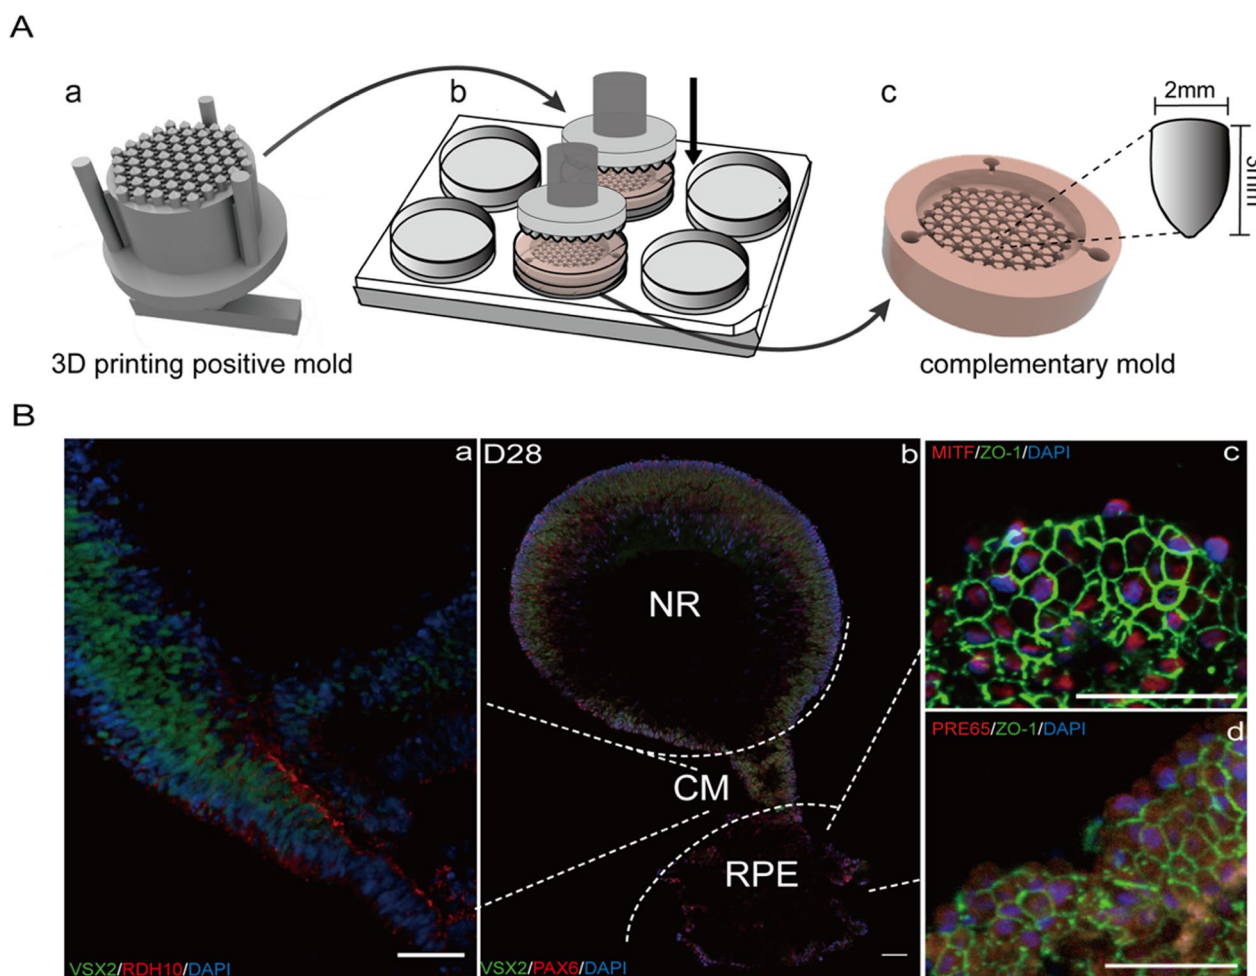 A
a
b
c
2mm
3mm
3D printing positive mold
complementary mold
B
a
VSX2/RDH10/DAPI
D28
b
NR
CM
RPE
VSX2/PAX6/DAPI
MITF/ZO-1/DAPI
c
PRE65/ZO-1/DAPI
d